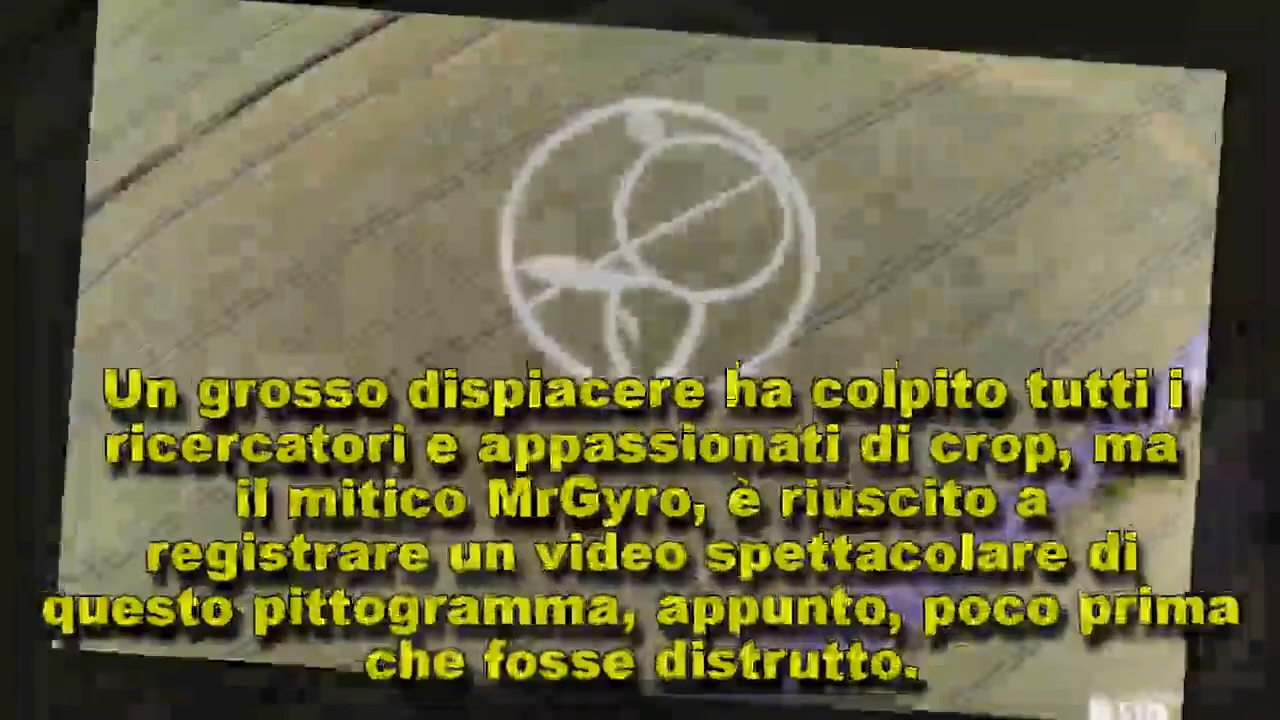 Un grosso dispiacere ha colpito tutti i
ricercatori e appassionati di crop, ma
il mitico MrGyro, è riuscito a
registrare un video spettacolare di
questo pittogramma, appunto, poco prima
che fosse distrutto.